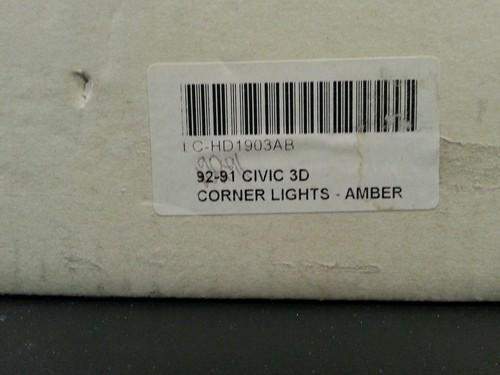 LC-HD1903AB
92-91 CIVIC 3D
CORNER LIGHTS - AMBER